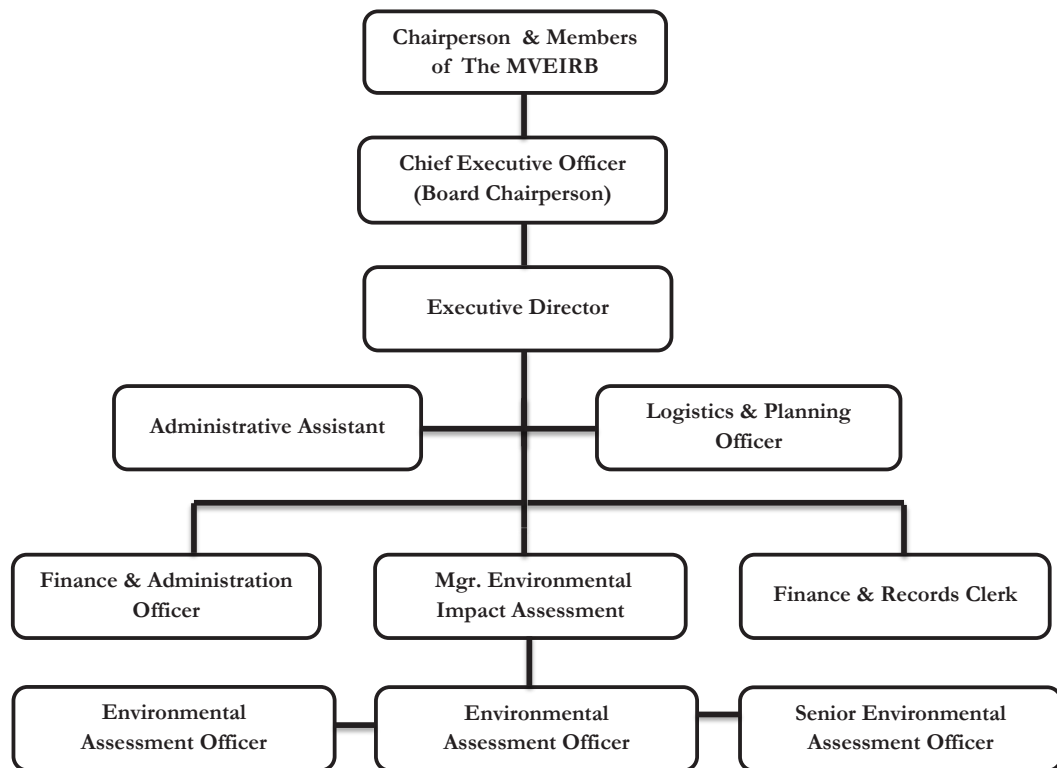 Chairperson & Members
of The MVEIRB
Chief Executive Officer
(Board Chairperson)
Executive Director
Administrative Assistant
Logistics & Planning
Officer
Finance & Administration
Officer
Mgr. Environmental
Impact Assessment
Finance & Records Clerk
Environmental
Assessment Officer
Environmental
Assessment Officer
Senior Environmental
Assessment Officer